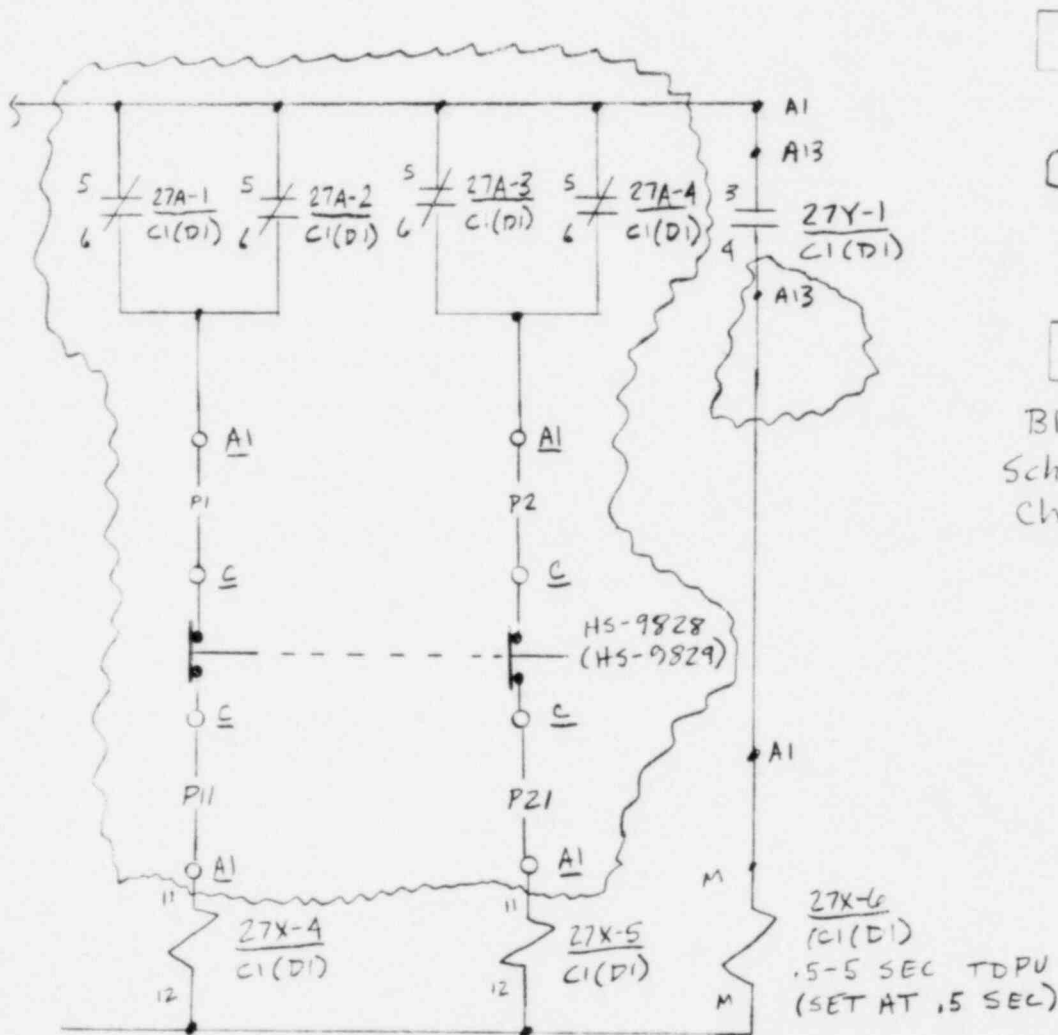 A1
A13
5 27A-1 5 27A-2 5 27A-3 5 27A-4 3
6 C1(D1) 6 C1(D1) 6 C1(D1) 6 C1(D1) 4
27Y-1
C1(D1)
A13
A1 A1
P1 P2
C C
HS-9828
(HS-9829)
C C
A1
P11 P21
A1 A1
11 27X-4 11 27X-5 M 27X-6
C1(D1) C1(D1) (C1(D1)
.5-5 SEC TDPU
12 12 M (SET AT .5 SEC)